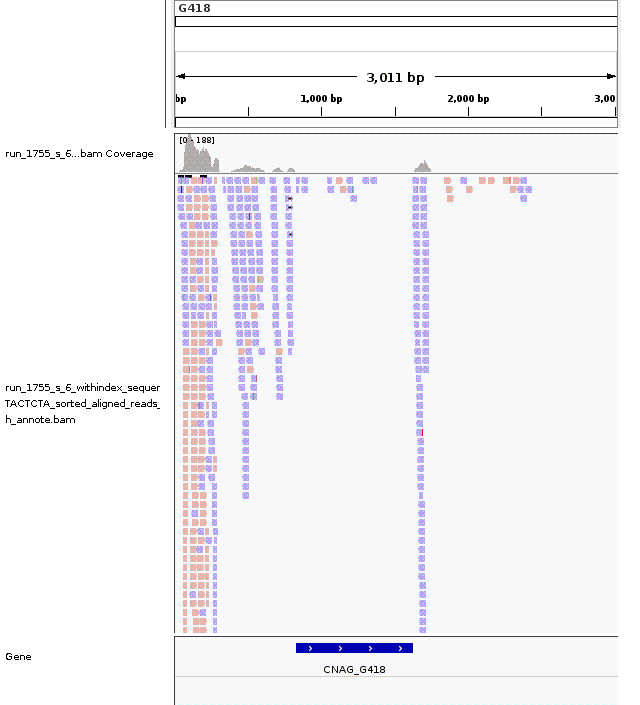 G418
3,011 bp
bp 1,000 bp 2,000 bp 3,00
[0 - 188]
run_1755_s_6...bam Coverage
run_1755_s_6_withindex_sequer
TACTCTA_sorted_aligned_reads_
h_annote.bam
Gene
CNAG_G418